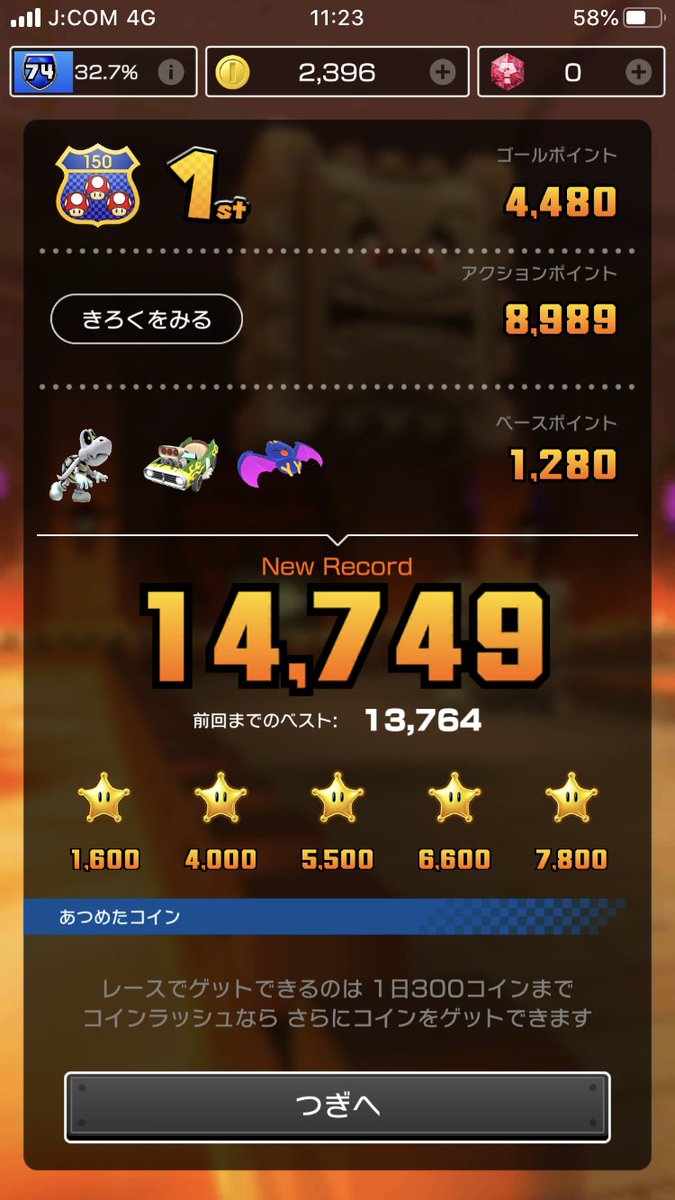 J:COM 4G 11:23 58%
74 32.7% i 2,396 + ? 0 +
150 1st ゴールポイント
4,480
アクションポイント
きろくをみる 8,989
ベースポイント
1,280
New Record
14,749
前回までのベスト: 13,764
1,600 4,000 5,500 6,600 7,800
あつめたコイン
レースでゲットできるのは 1日300コインまで
コインラッシュなら さらにコインをゲットできます
つぎへ